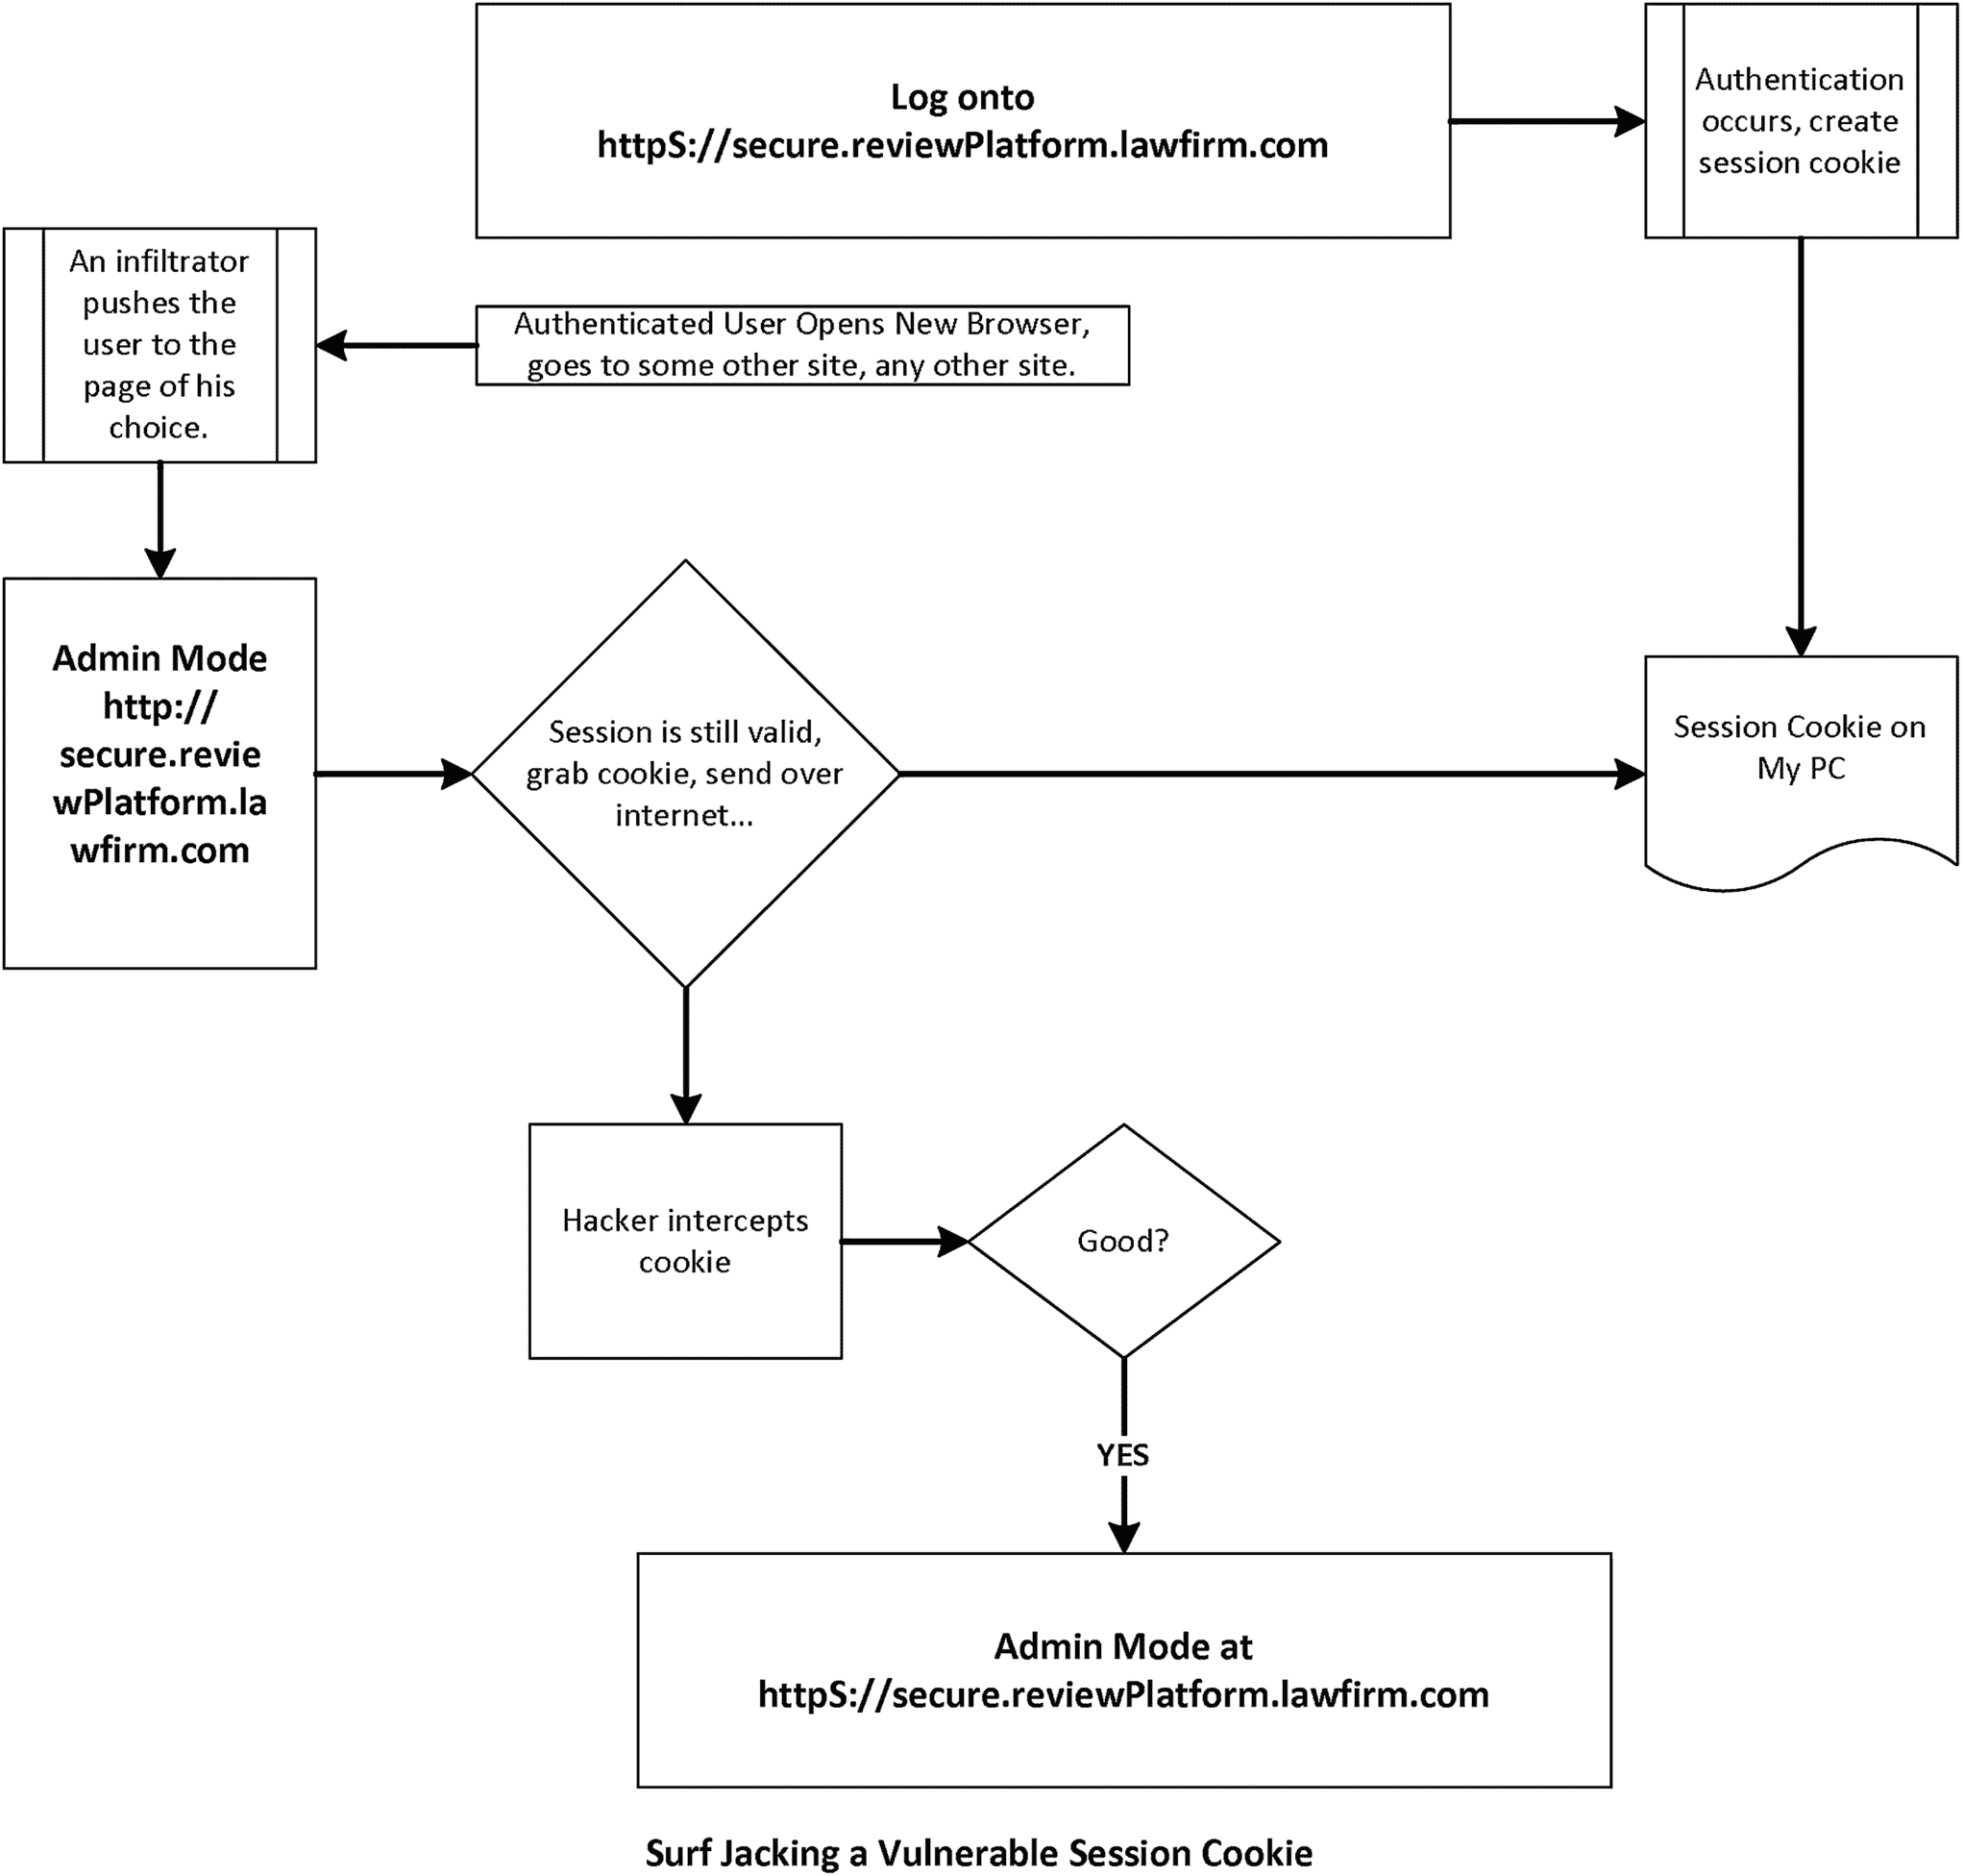 Log onto
httpS://secure.reviewPlatform.lawfirm.com
Authentication
occurs, create
session cookie
An infiltrator
pushes the
user to the
page of his
choice.
Authenticated User Opens New Browser,
goes to some other site, any other site.
Admin Mode
http://
secure.revie
wPlatform.la
wfirm.com
Session is still valid,
grab cookie, send over
internet...
Session Cookie on
My PC
Hacker intercepts
cookie
Good?
YES
Admin Mode at
httpS://secure.reviewPlatform.lawfirm.com
Surf Jacking a Vulnerable Session Cookie